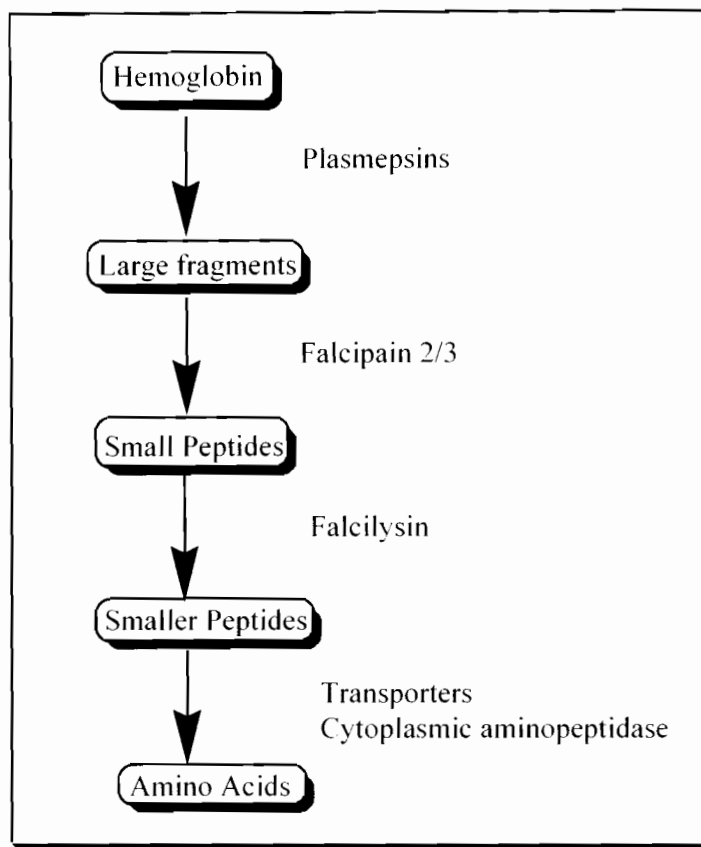 Hemoglobin
Plasmepsins
Large fragments
Falcipain 2/3
Small Peptides
Falcilysin
Smaller Peptides
Transporters
Cytoplasmic aminopeptidase
Amino Acids